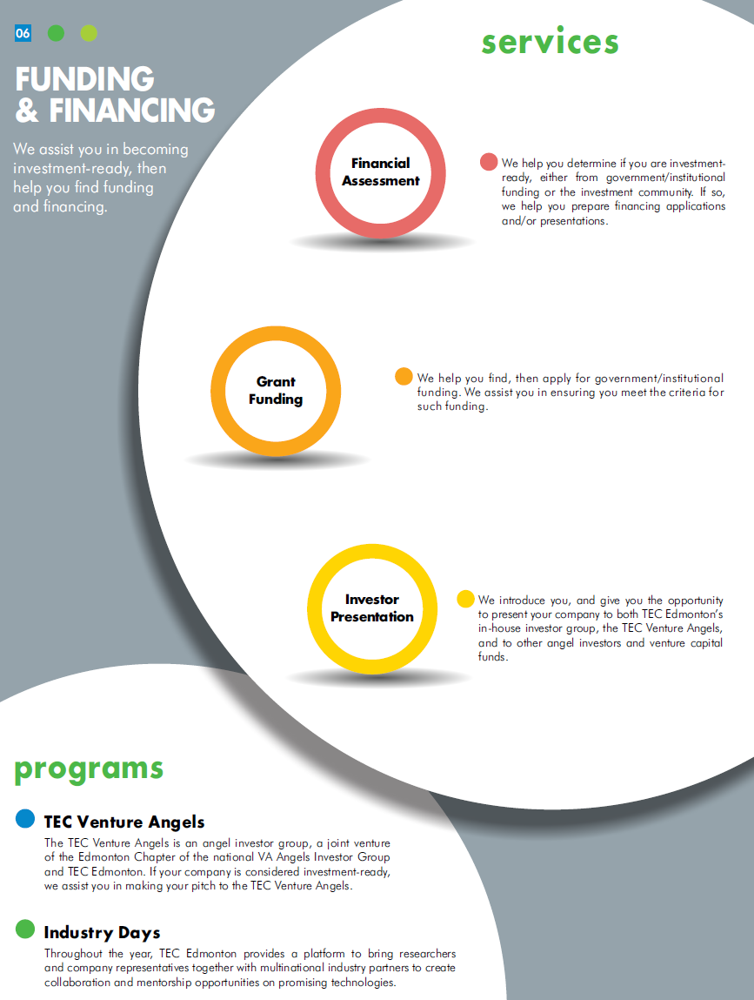 06
FUNDING
& FINANCING
We assist you in becoming
investment-ready, then
help you find funding
and financing.
services
Financial
Assessment
We help you determine if you are investment-
ready, either from government/institutional
funding or the investment community. If so,
we help you prepare financing applications
and/or presentations.
Grant
Funding
We help you find, then apply for government/institutional
funding. We assist you in ensuring you meet the criteria for
such funding.
Investor
Presentation
We introduce you, and give you the opportunity
to present your company to both TEC Edmonton’s
in-house investor group, the TEC Venture Angels,
and to other angel investors and venture capital
funds.
programs
TEC Venture Angels
The TEC Venture Angels is an angel investor group, a joint venture
of the Edmonton Chapter of the national VA Angels Investor Group
and TEC Edmonton. If your company is considered investment-ready,
we assist you in making your pitch to the TEC Venture Angels.
Industry Days
Throughout the year, TEC Edmonton provides a platform to bring researchers
and company representatives together with multinational industry partners to create
collaboration and mentorship opportunities on promising technologies.